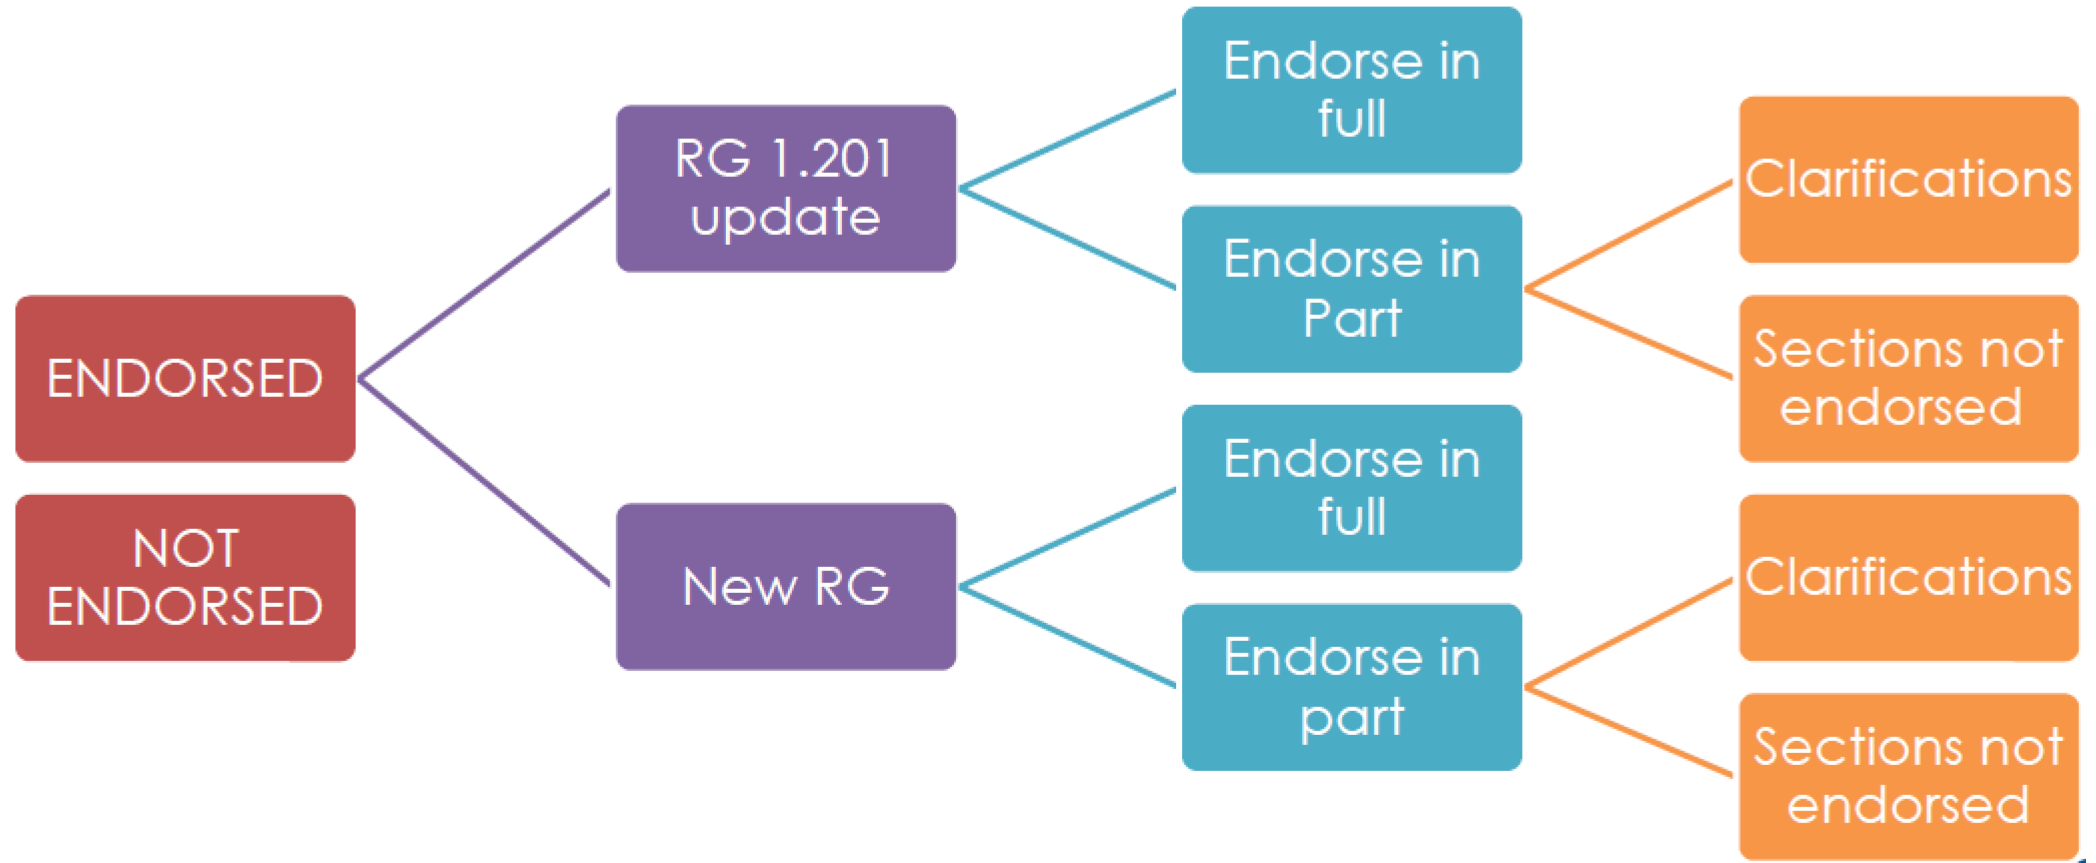 ENDORSED
NOT
ENDORSED
RG 1.201
update
New RG
Endorse in
full
Endorse in
Part
Endorse in
full
Endorse in
part
Clarifications
Sections not
endorsed
Clarifications
Sections not
endorsed